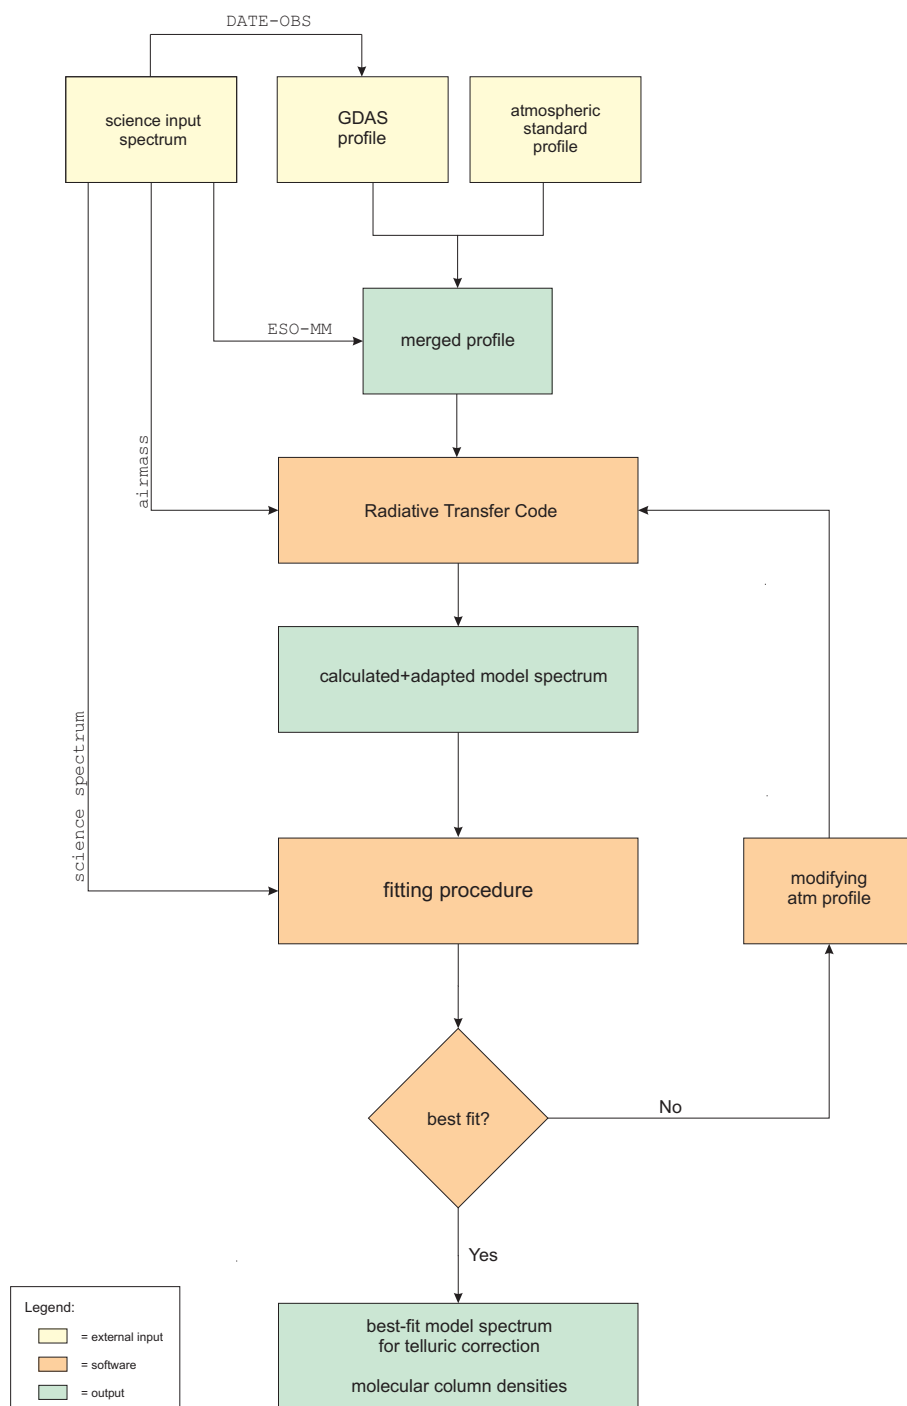 DATE-OBS
science input
spectrum
GDAS
profile
atmospheric
standard
profile
ESO-MM
merged profile
airmass
Radiative Transfer Code
calculated+adapted model spectrum
science spectrum
fitting procedure
modifying
atm profile
best fit?
No
Yes
Legend:
= external input
= software
= output
best-fit model spectrum
for telluric correction
molecular column densities